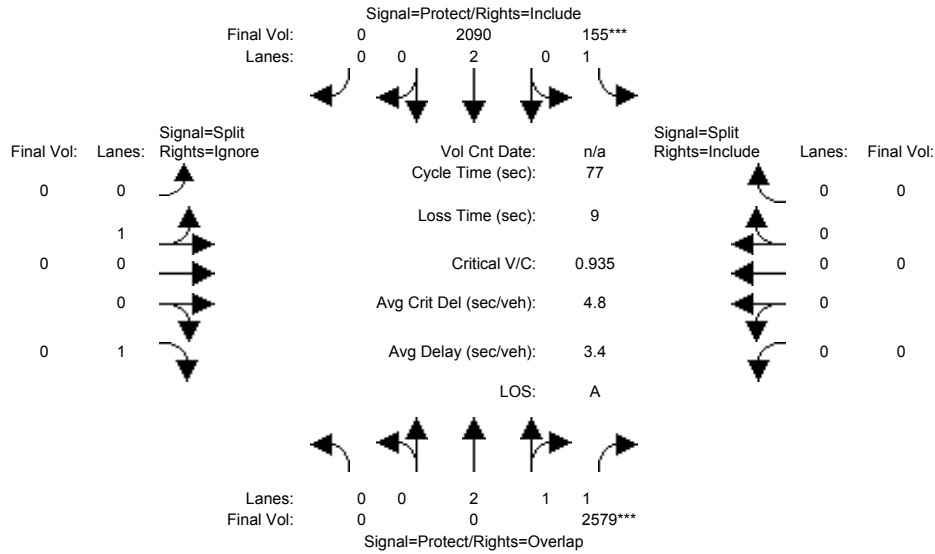 Signal=Protect/Rights=Include
Final Vol: 0 2090 155***
Lanes: 0 0 2 0 1
Signal=Split
Final Vol: Lanes: Rights=Ignore
Vol Cnt Date: n/a
Signal=Split
Rights=Include Lanes: Final Vol:
Cycle Time (sec): 77
0 0
0 0
Loss Time (sec): 9
1
0
0 0
Critical V/C: 0.935
0 0
0
Avg Crit Del (sec/veh): 4.8
0
0 1
Avg Delay (sec/veh): 3.4
0 0
LOS: A
Lanes: 0 0 2 1 1
Final Vol: 0 0 2579***
Signal=Protect/Rights=Overlap